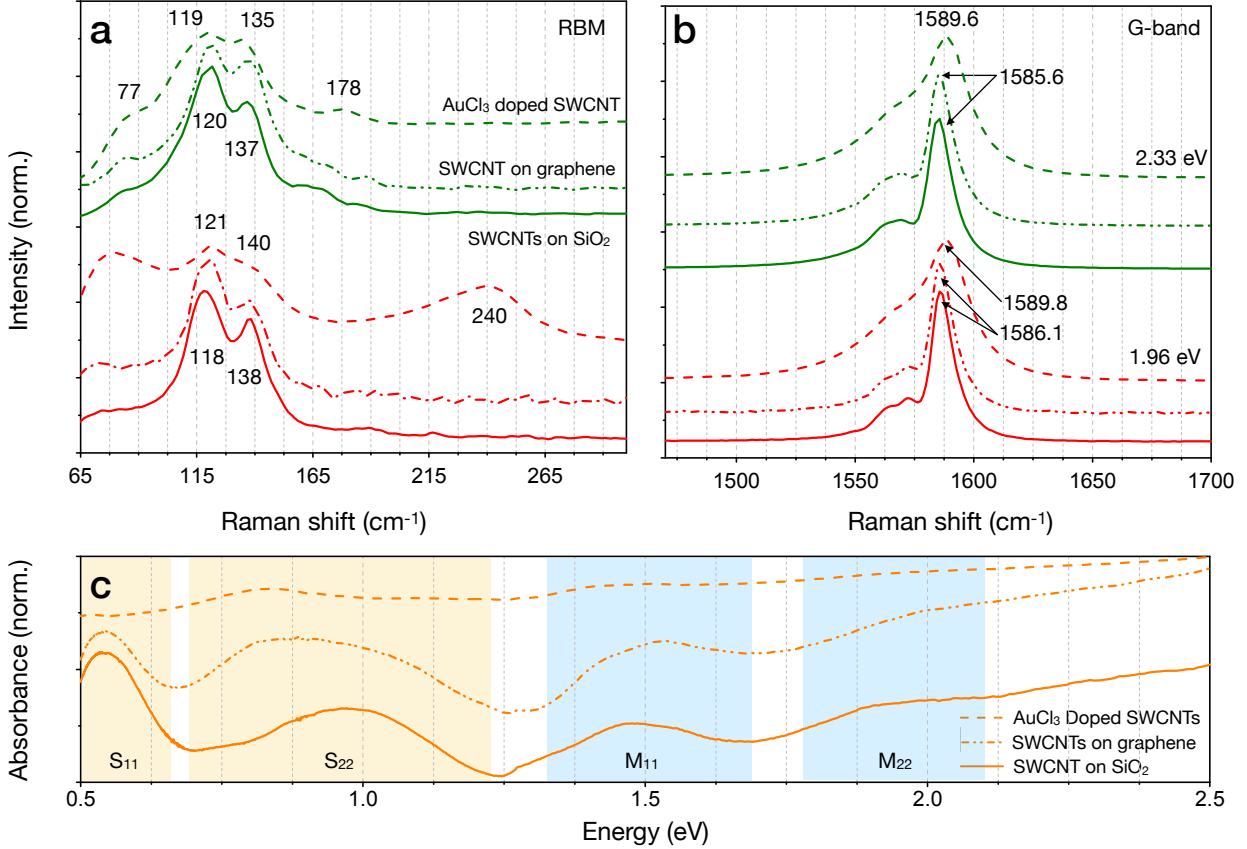 a
RBM
119
135
77
178
AuCl₃ doped SWCNT
120
137
SWCNT on graphene
121
SWCNTs on SiO₂
140
240
118
138
Intensity (norm.)
65
115
165
215
265
Raman shift (cm⁻¹)
b
G-band
1589.6
1585.6
2.33 eV
1589.8
1586.1
1.96 eV
1500
1550
1600
1650
1700
Raman shift (cm⁻¹)
c
Absorbance (norm.)
AuCl₃ Doped SWCNTs
SWCNTs on graphene
SWCNT on SiO₂
S₁₁
S₂₂
M₁₁
M₂₂
0.5
1.0
1.5
2.0
2.5
Energy (eV)